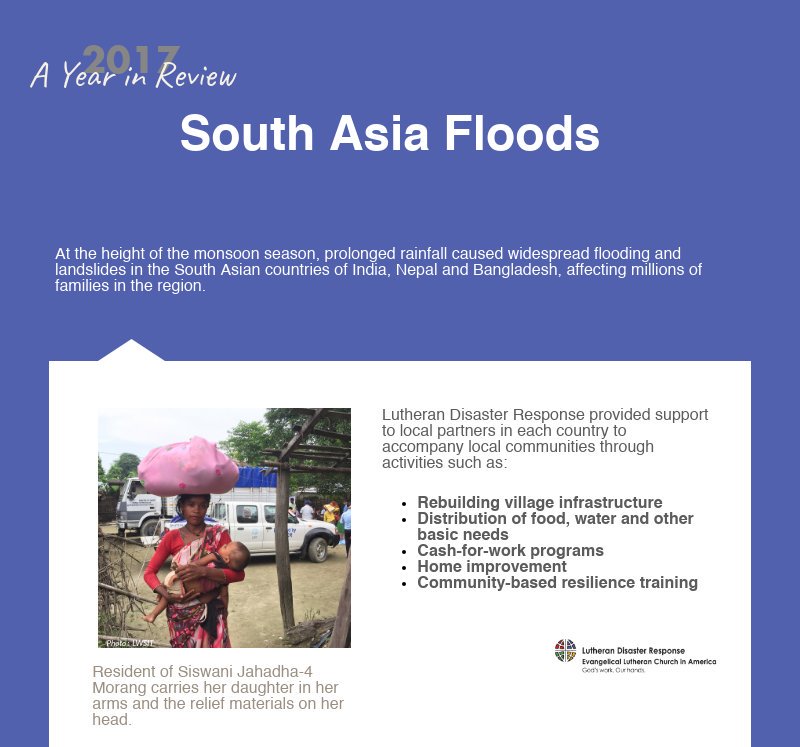 2017
A Year in Review
South Asia Floods
At the height of the monsoon season, prolonged rainfall caused widespread flooding and
landslides in the South Asian countries of India, Nepal and Bangladesh, affecting millions of
families in the region.
Photo: LWSIT
Resident of Siswani Jahadha-4
Morang carries her daughter in her
arms and the relief materials on her
head.
Lutheran Disaster Response provided support
to local partners in each country to
accompany local communities through
activities such as:
• Rebuilding village infrastructure
• Distribution of food, water and other
basic needs
• Cash-for-work programs
• Home improvement
• Community-based resilience training
Lutheran Disaster Response
Evangelical Lutheran Church in America
God's work. Our hands.